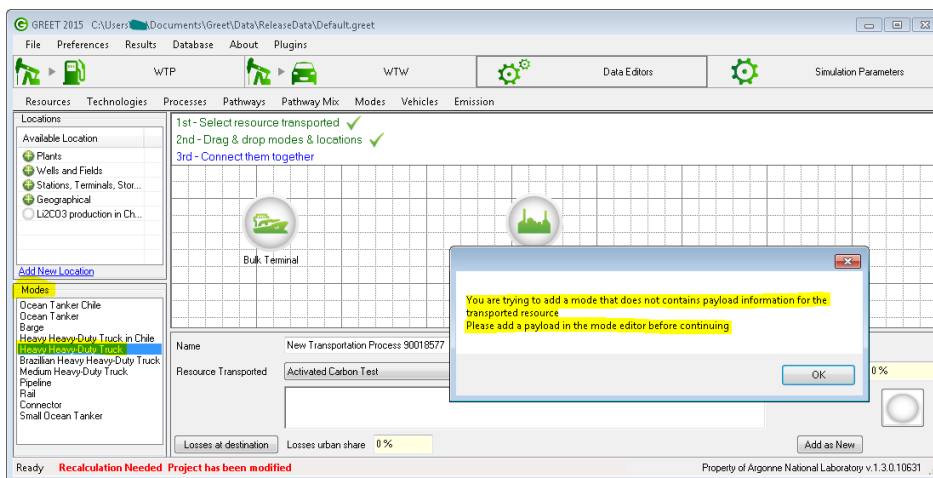 GREET 2015 C:\Users\ \Documents\Greet\Data\ReleaseData\Default.greet
File Preferences Results Database About Plugins
WTP WTW Data Editors Simulation Parameters
Resources Technologies Processes Pathways Pathway Mix Modes Vehicles Emission
Locations
Available Location
Plants
Wells and Fields
Stations, Terminals, Stor...
Geographical
Li2CO3 production in Ch...
Add New Location
1st - Select resource transported
2nd - Drag & drop modes & locations
3rd - Connect them together
Bulk Terminal
Modes
Ocean Tanker Chile
Ocean Tanker
Barge
Heavy Heavy-Duty Truck in Chile
Heavy Heavy-Duty Truck
Brazillian Heavy Heavy-Duty Truck
Medium Heavy-Duty Truck
Pipeline
Rail
Connector
Small Ocean Tanker
You are trying to add a mode that does not contains payload information for the
transported resource
Please add a payload in the mode editor before continuing
OK
Name New Transportation Process 90018577
Resource Transported Activated Carbon Test
0 %
Losses at destination Losses urban share 0 %
Add as New
Ready Recalculation Needed Project has been modified
Property of Argonne National Laboratory v.1.3.0.10631